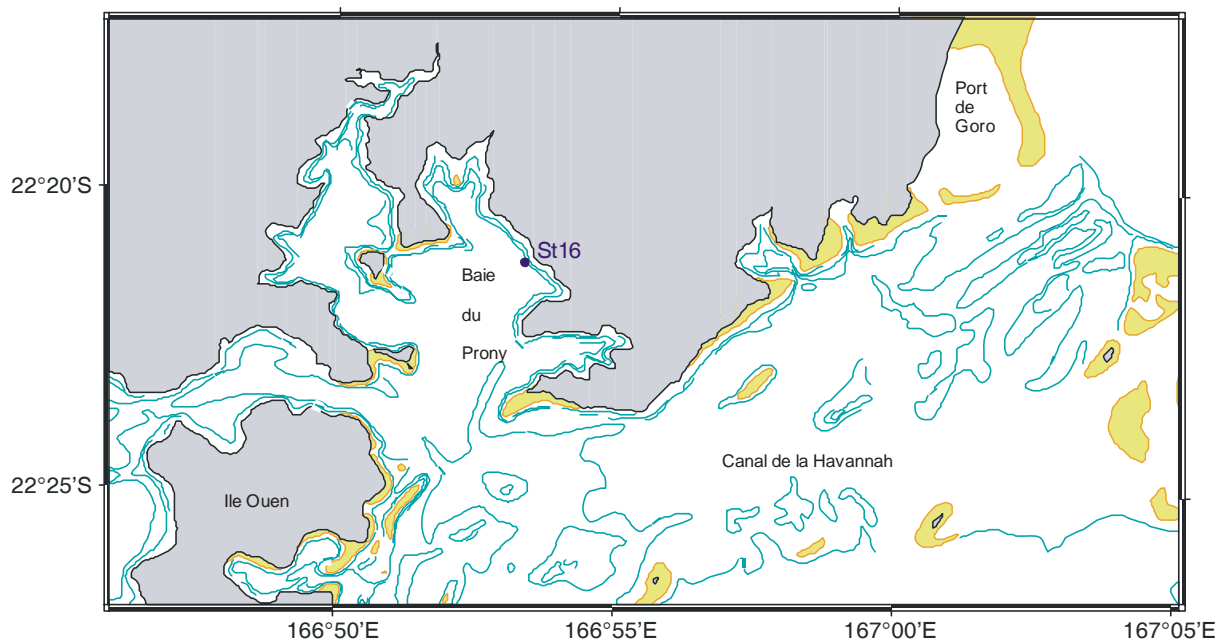 Port
de
Goro
22°20'S
St16
Baie
du
Prony
Canal de la Havannah
22°25'S
Ile Ouen
166°50'E
166°55'E
167°00'E
167°05'E